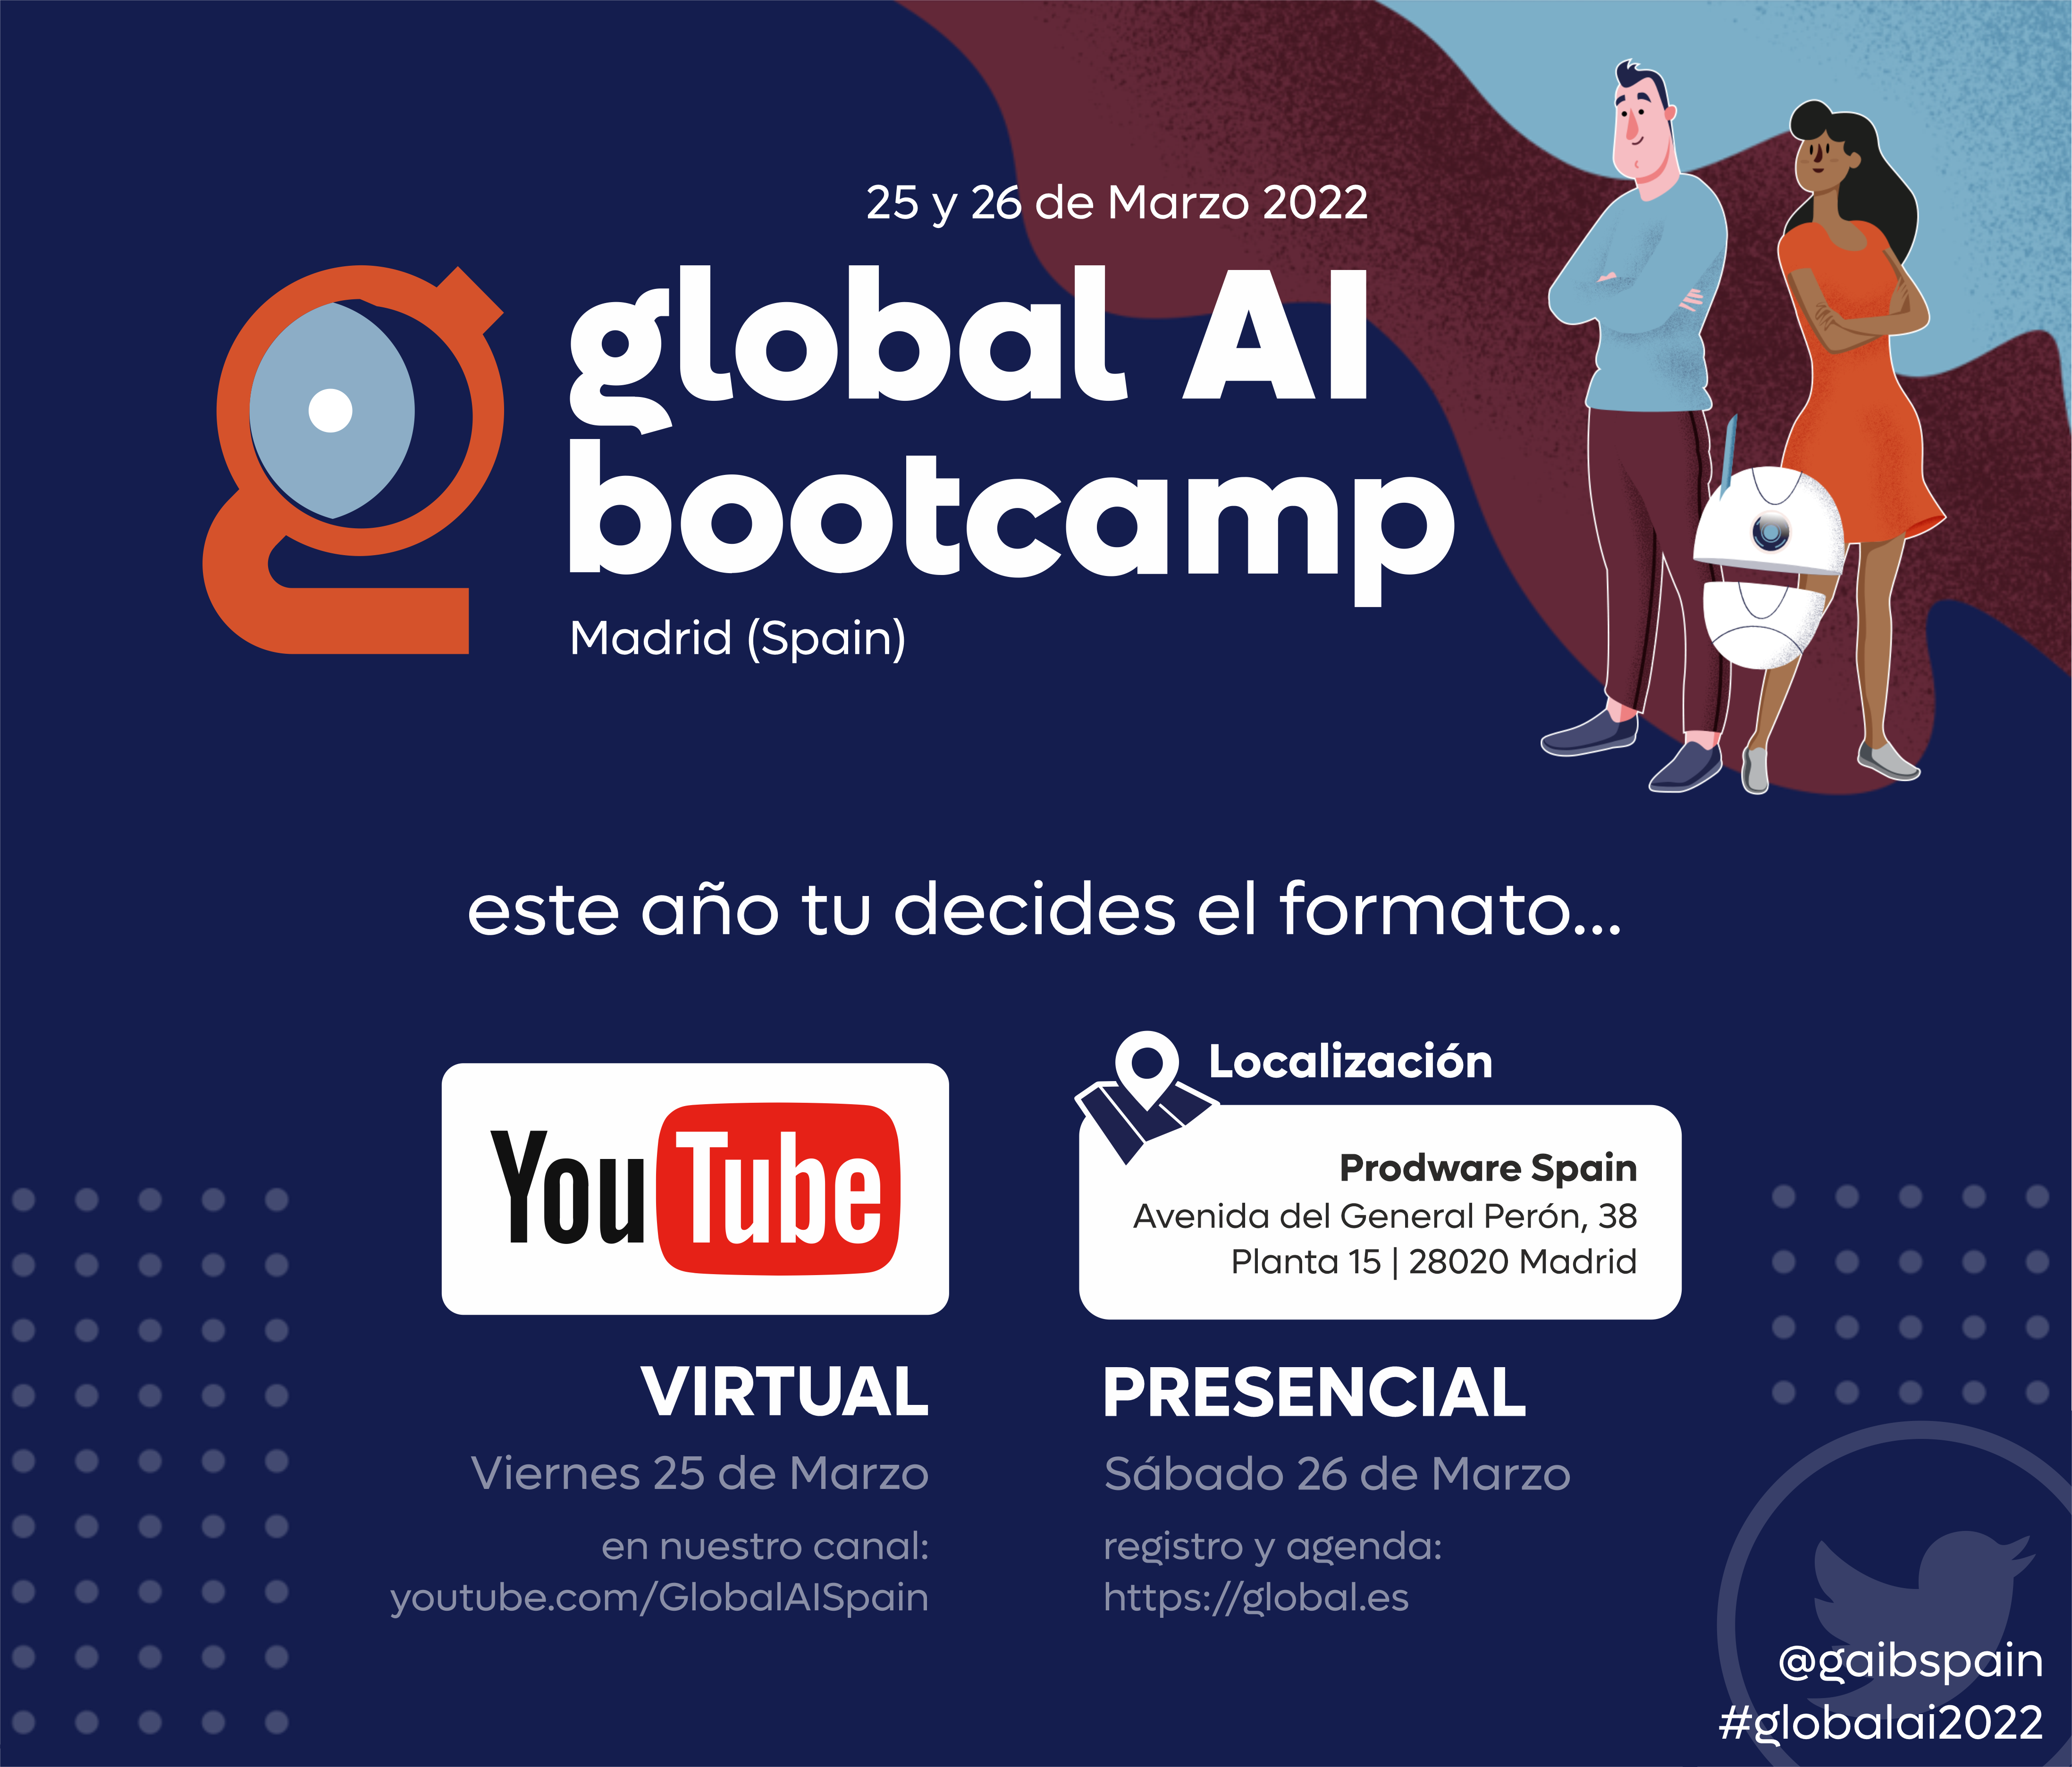 25 y 26 de Marzo 2022
global AI
bootcamp
Madrid (Spain)
este año tu decides el formato...
YouTube
VIRTUAL
Viernes 25 de Marzo
en nuestro canal:
youtube.com/GlobalAISpain
Localización
Prodware Spain
Avenida del General Perón, 38
Planta 15 | 28020 Madrid
PRESENCIAL
Sábado 26 de Marzo
registro y agenda:
https://global.es
@gaibspain
#globalai2022